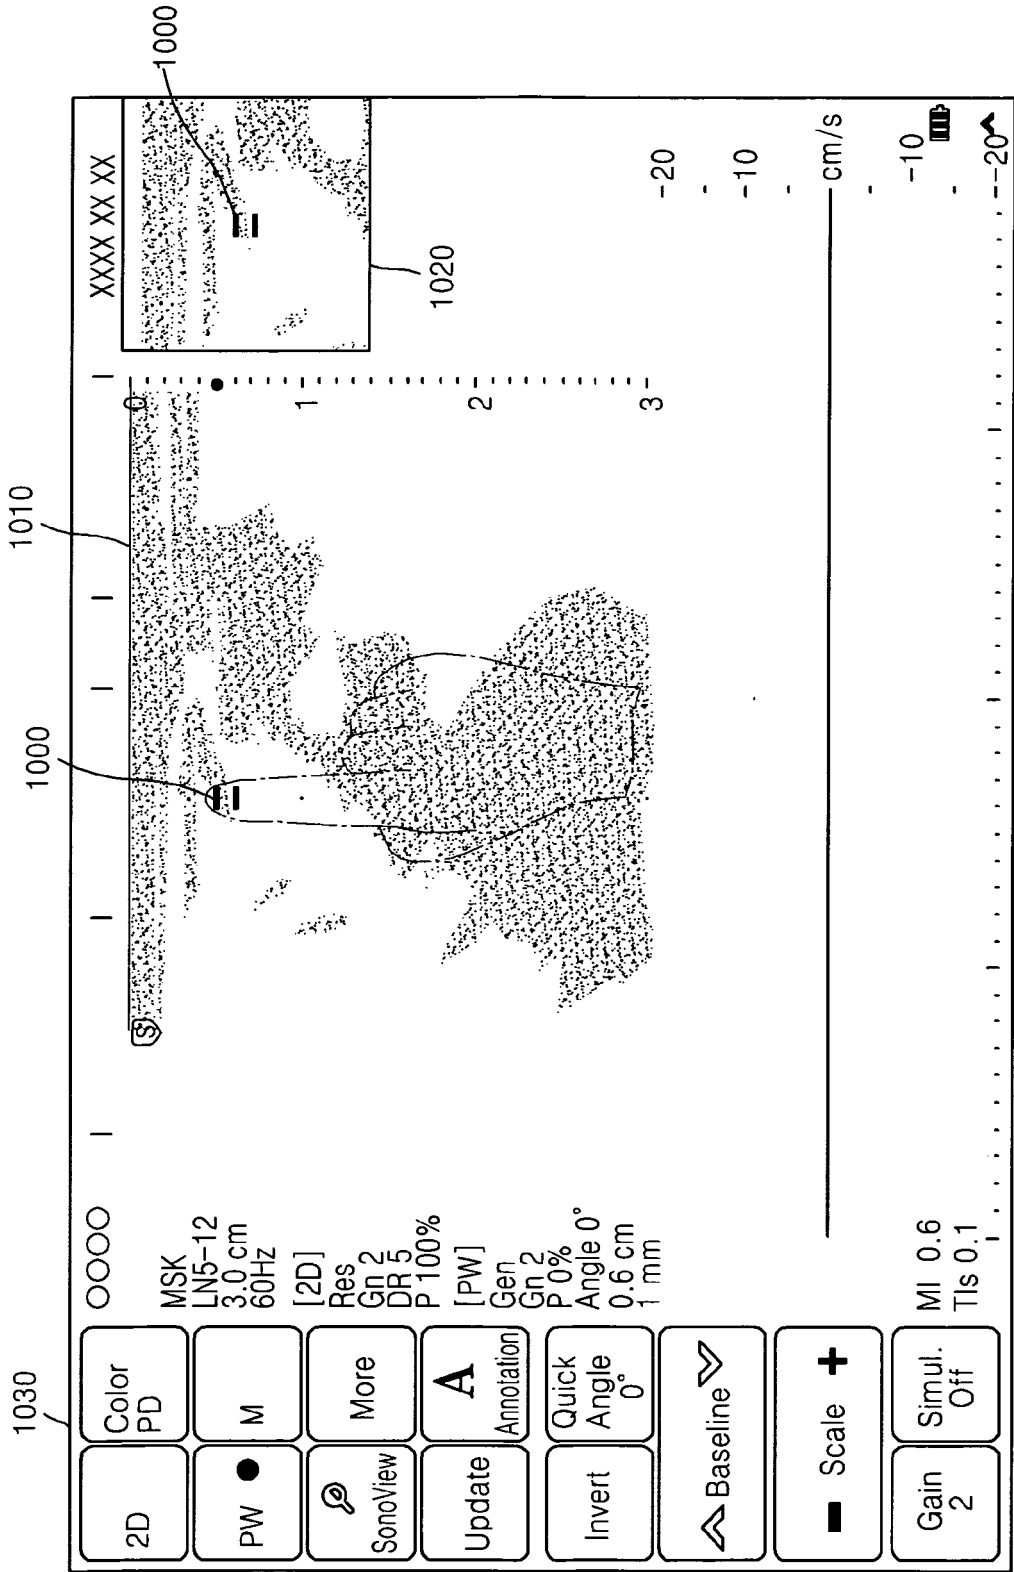 1030
1010
1000
1000
1020
2D
Color
PD
PW
M
SonoView
More
Update
A
Annotation
Invert
Quick
Angle
0°
Baseline
Scale
Gain
2
Simul.
Off
OOOO
MSK
LN5-12
3.0 cm
60Hz
[2D]
Res
Gn 2
DR 5
P 100%
[PW]
Gen
Gn 2
P 0%
Angle 0°
0.6 cm
1 mm
MI 0.6
TIs 0.1
S
0
1
2
3
XXXX XX XX
-20
-10
cm/s
-10
-20